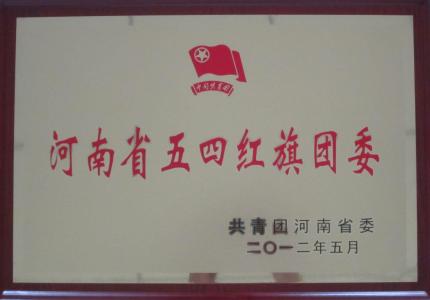 中国共青团
河南省五四红旗团委
共青团河南省委
二〇一二年五月